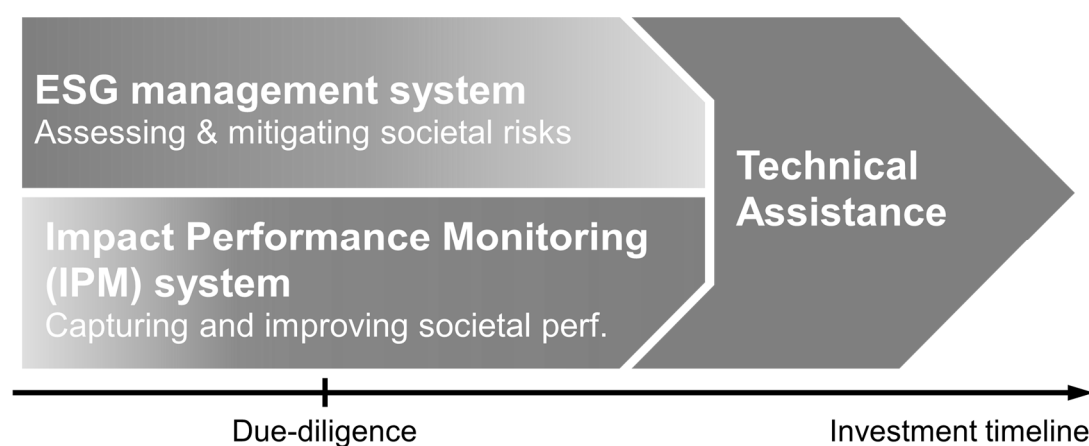 ESG management system
Assessing & mitigating societal risks
Impact Performance Monitoring
(IPM) system
Capturing and improving societal perf.
Technical
Assistance
Due-diligence
Investment timeline